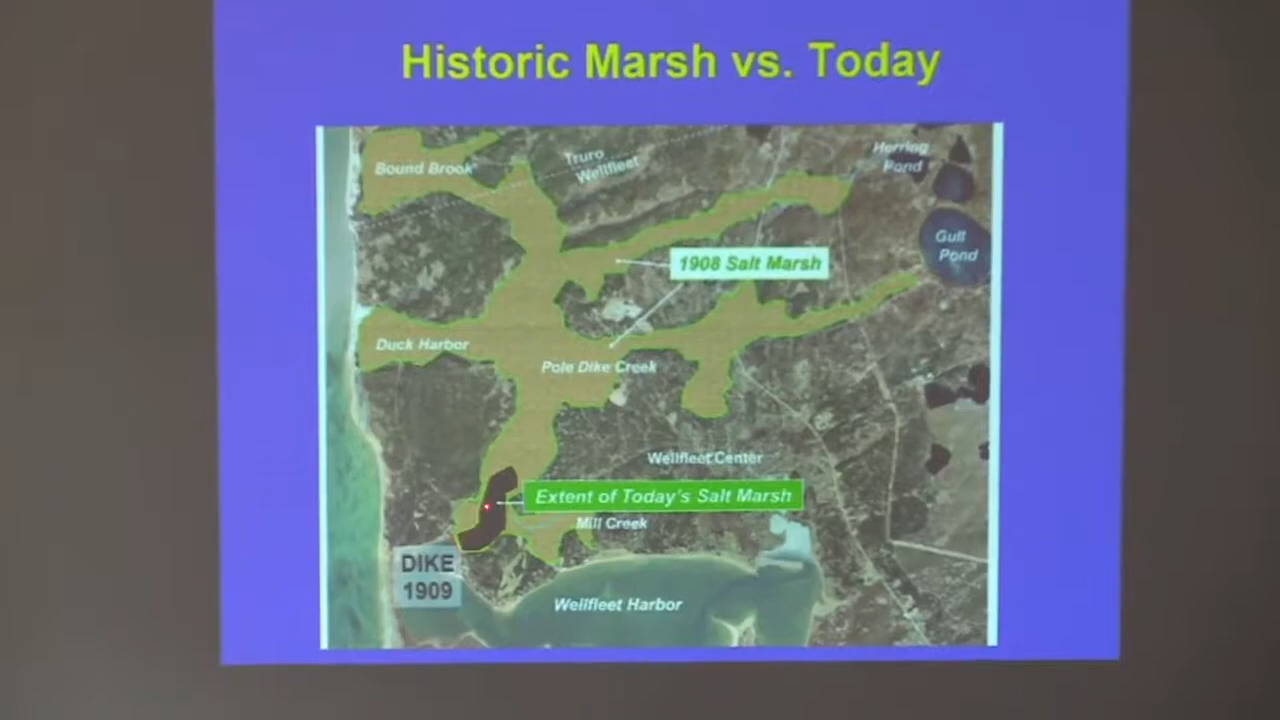 Historic Marsh vs. Today
Bound Brook
Truro
Wellfleet
Herring
Pond
Gull
Pond
1908 Salt Marsh
Duck Harbor
Pole Dike Creek
Wellfleet Center
Extent of Today's Salt Marsh
Mill Creek
DIKE
1909
Wellfleet Harbor